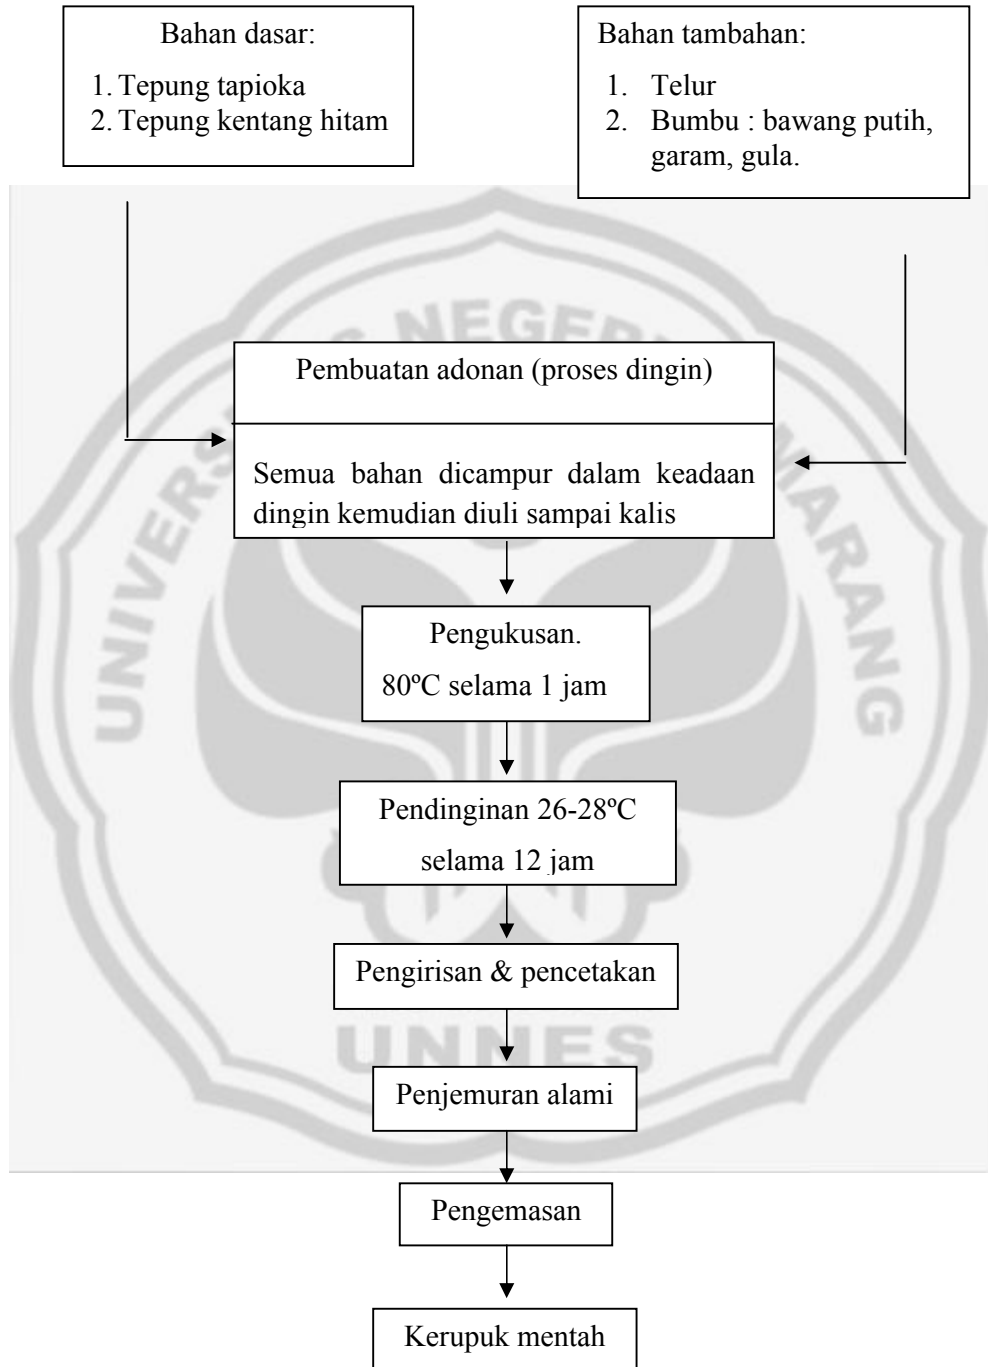 Bahan dasar:
1. Tepung tapioka
2. Tepung kentang hitam
Bahan tambahan:
1. Telur
2. Bumbu : bawang putih,
garam, gula.
Pembuatan adonan (proses dingin)
Semua bahan dicampur dalam keadaan
dingin kemudian diuli sampai kalis
Pengukusan.
80ºC selama 1 jam
Pendinginan 26-28ºC
selama 12 jam
Pengirisan & pencetakan
Penjemuran alami
Pengemasan
Kerupuk mentah
UNNES